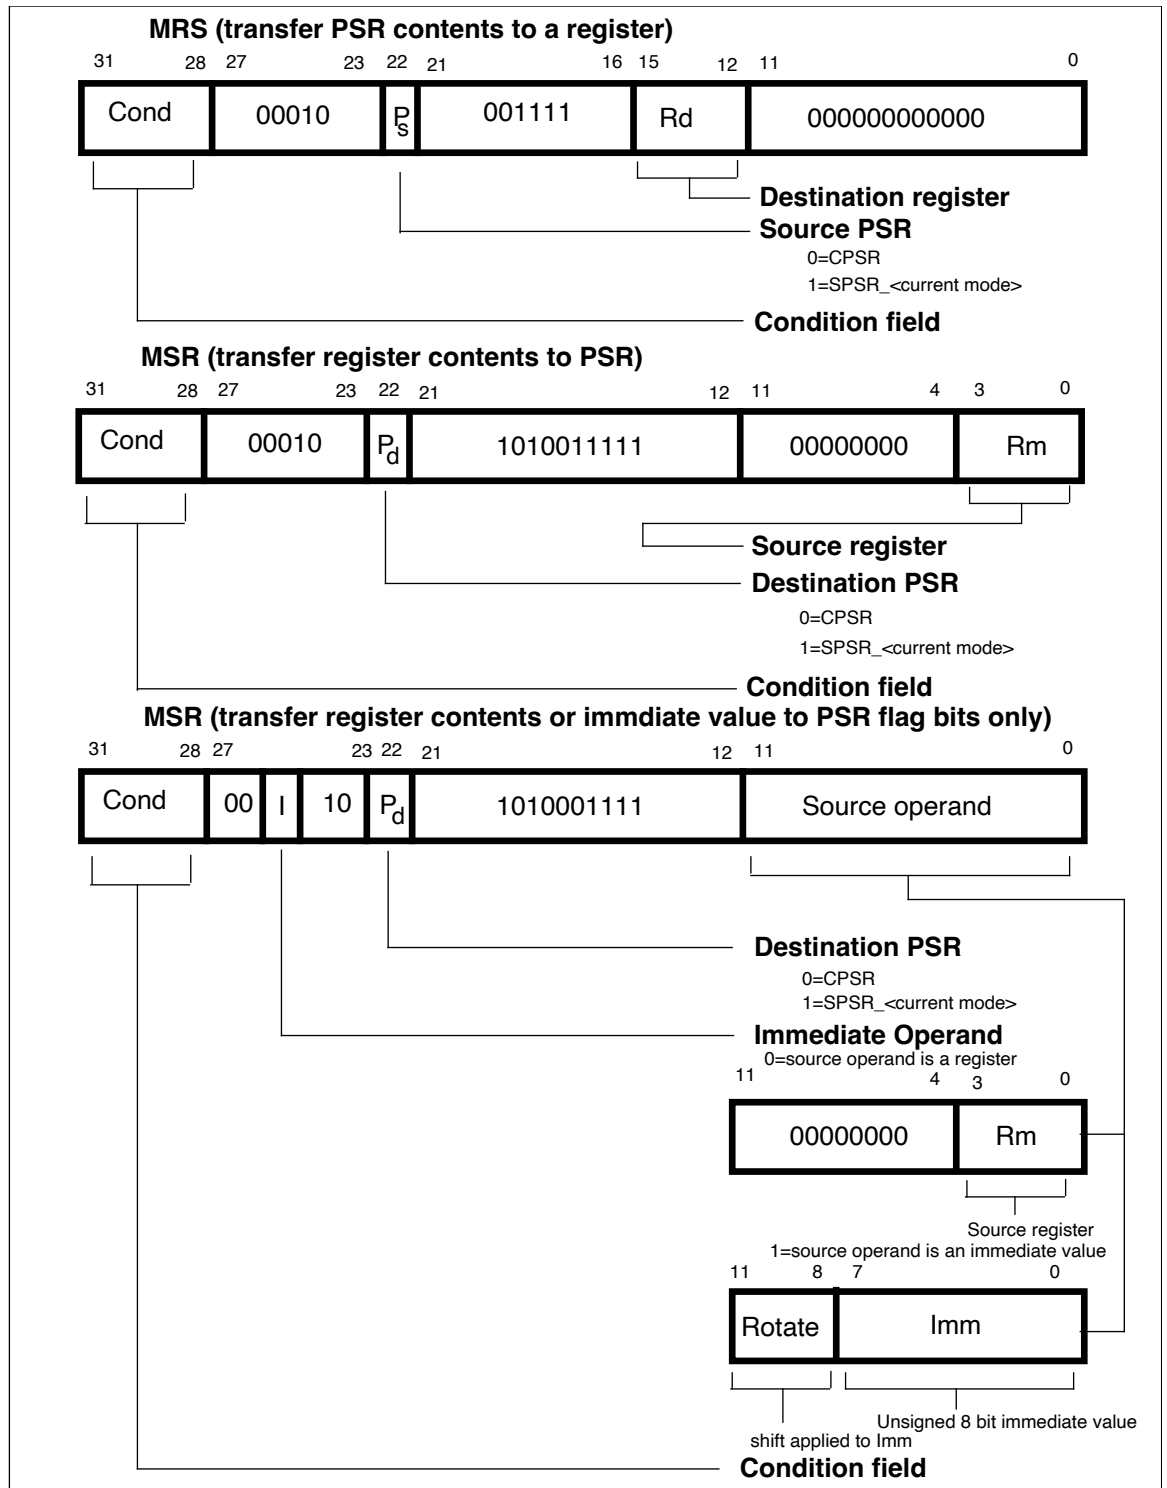 MRS (transfer PSR contents to a register)
31 28 27 23 22 21 16 15 12 11 0
Cond 00010 Ps 001111 Rd 000000000000
Destination register
Source PSR
0=CPSR
1=SPSR_<current mode>
Condition field
MSR (transfer register contents to PSR)
31 28 27 23 22 21 12 11 4 3 0
Cond 00010 Pd 1010011111 00000000 Rm
Source register
Destination PSR
0=CPSR
1=SPSR_<current mode>
Condition field
MSR (transfer register contents or immdiate value to PSR flag bits only)
31 28 27 23 22 21 12 11 0
Cond 00 I 10 Pd 1010001111 Source operand
Destination PSR
0=CPSR
1=SPSR_<current mode>
Immediate Operand
0=source operand is a register
11 4 3 0
00000000 Rm
Source register
1=source operand is an immediate value
11 8 7 0
Rotate Imm
Unsigned 8 bit immediate value
shift applied to Imm
Condition field